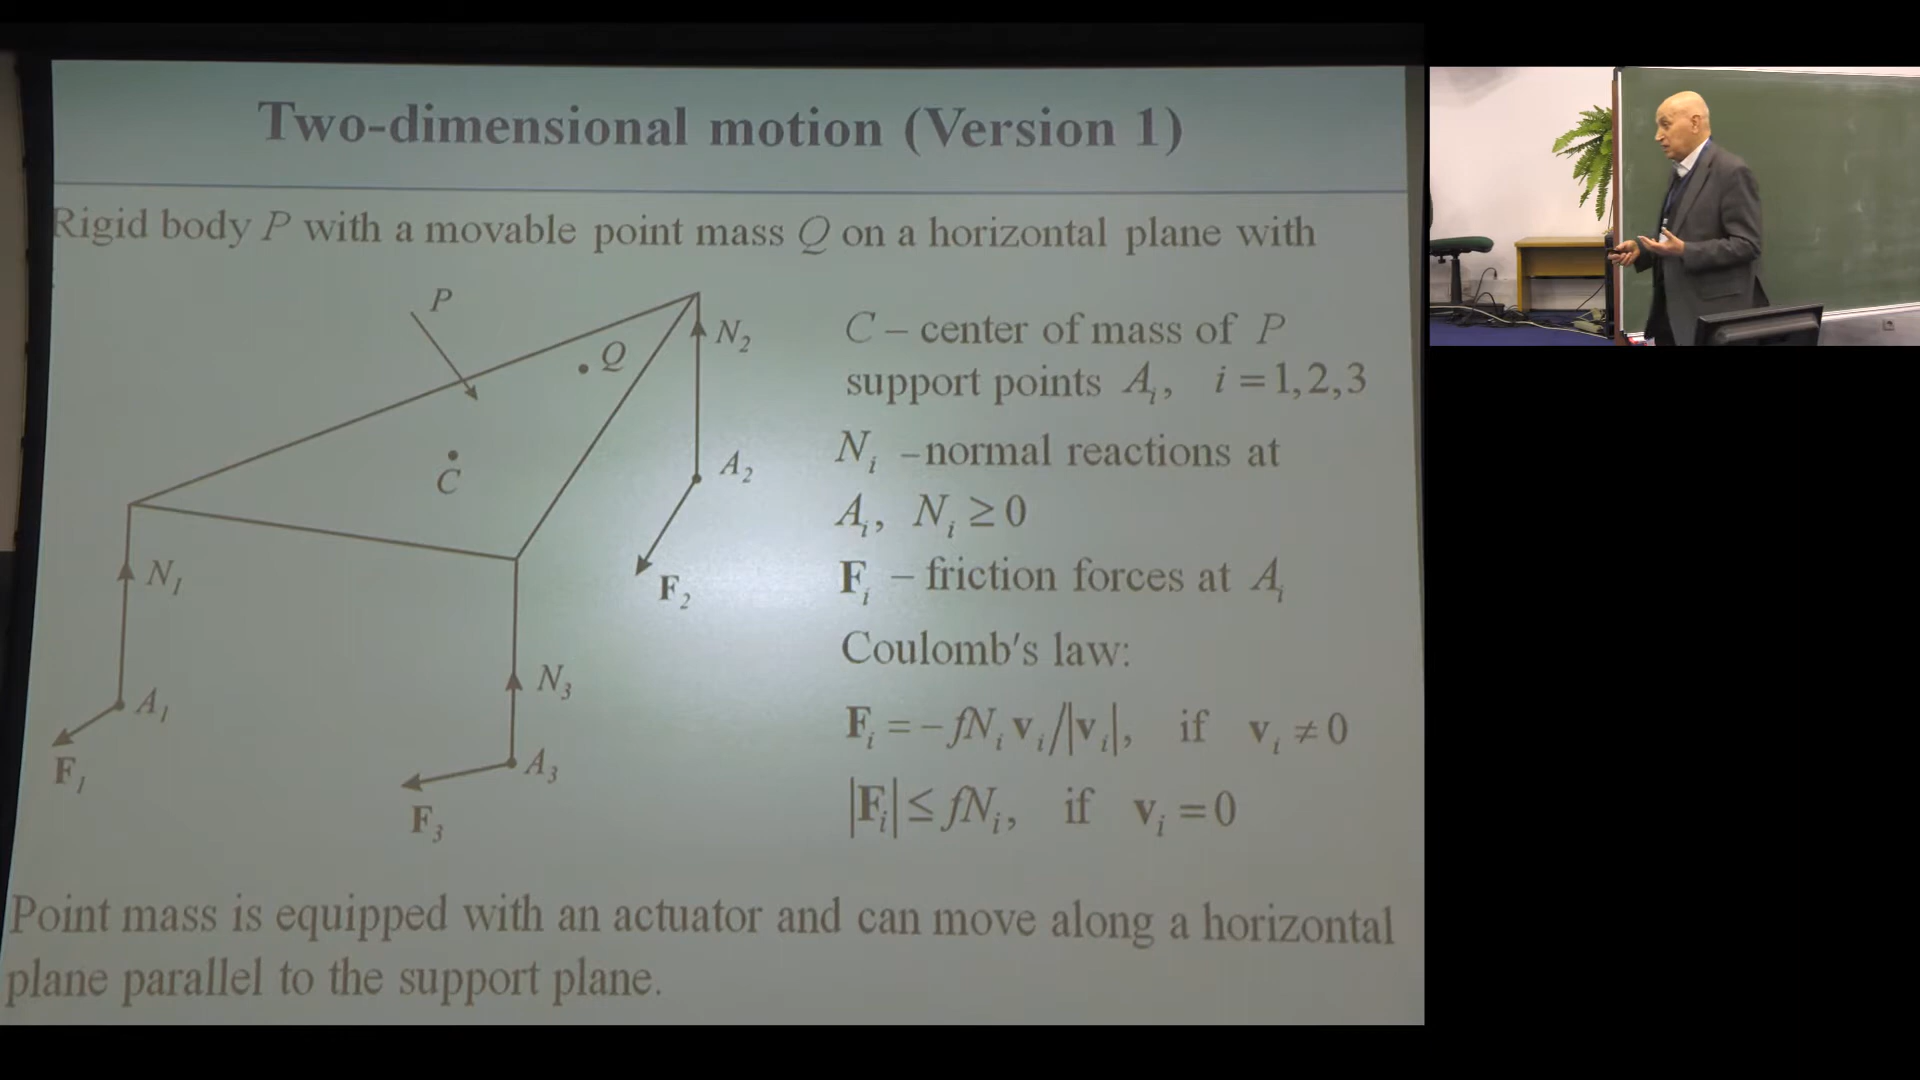 Two-dimensional motion (Version 1)
Rigid body P with a movable point mass Q on a horizontal plane with
P
Q
N₂
C
A₂
N₁
F₂
N₃
A₁
A₃
F₁
F₃
C – center of mass of P
support points Aᵢ, i = 1,2,3
Nᵢ – normal reactions at
Aᵢ, Nᵢ ≥ 0
Fᵢ – friction forces at Aᵢ
Coulomb's law:
Fᵢ = – fNᵢ vᵢ/|vᵢ|, if vᵢ ≠ 0
|Fᵢ| ≤ fNᵢ, if vᵢ = 0
Point mass is equipped with an actuator and can move along a horizontal
plane parallel to the support plane.